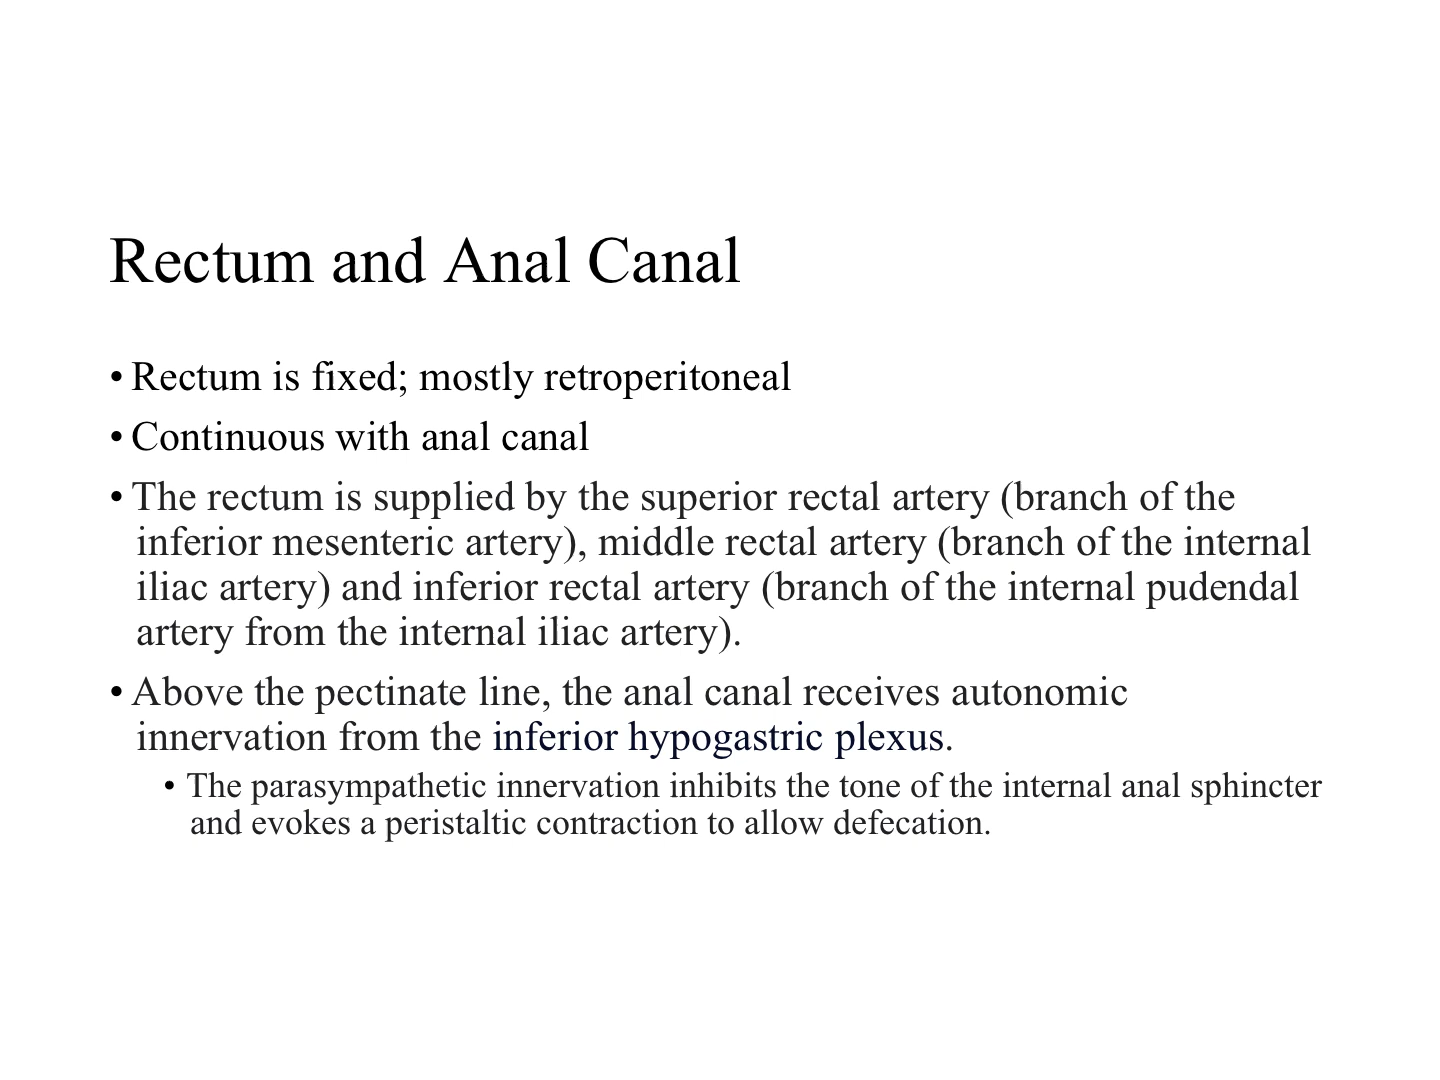 Rectum and Anal Canal
• Rectum is fixed; mostly retroperitoneal
• Continuous with anal canal
• The rectum is supplied by the superior rectal artery (branch of the
inferior mesenteric artery), middle rectal artery (branch of the internal
iliac artery) and inferior rectal artery (branch of the internal pudendal
artery from the internal iliac artery).
• Above the pectinate line, the anal canal receives autonomic
innervation from the inferior hypogastric plexus.
• The parasympathetic innervation inhibits the tone of the internal anal sphincter
and evokes a peristaltic contraction to allow defecation.